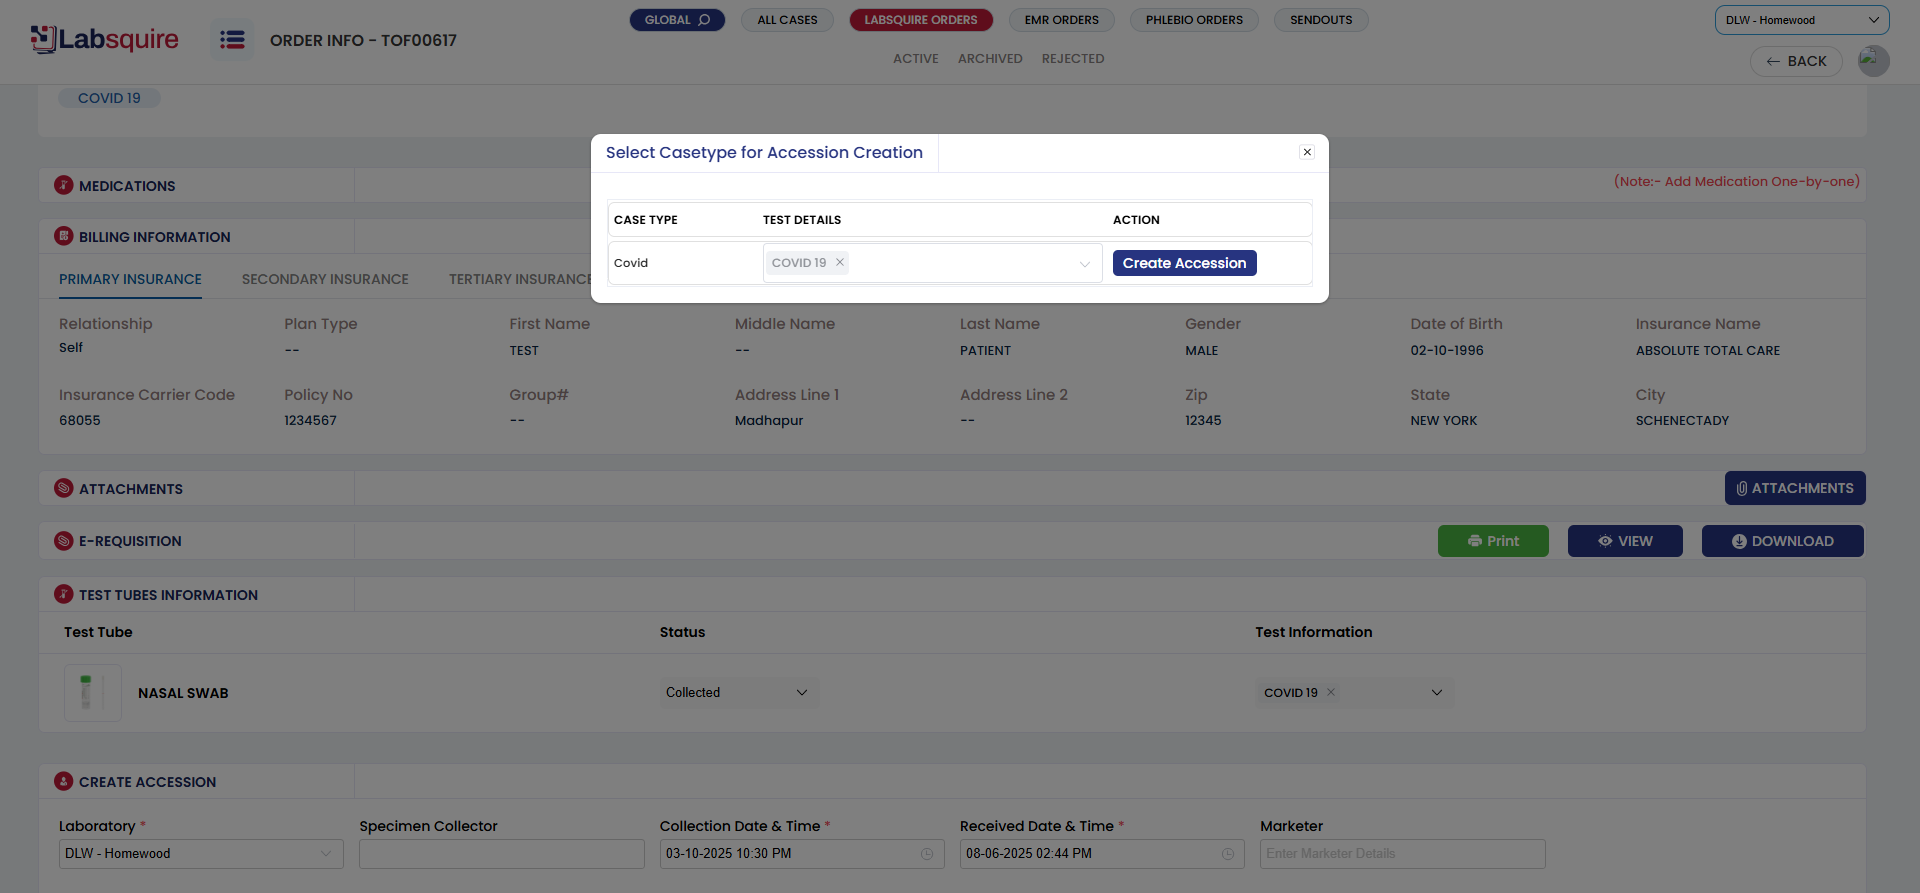 GLOBAL
ALL CASES
LABSQUIRE ORDERS
EMR ORDERS
PHLEBIO ORDERS
SENDOUTS
DLW - Homewood
Labsquire
ORDER INFO - TOF00617
ACTIVE
ARCHIVED
REJECTED
BACK
COVID 19
Select Casetype for Accession Creation
CASE TYPE
TEST DETAILS
ACTION
Covid
COVID 19
Create Accession
MEDICATIONS
(Note:- Add Medication One-by-one)
BILLING INFORMATION
PRIMARY INSURANCE
SECONDARY INSURANCE
TERTIARY INSURANCE
Relationship
Plan Type
First Name
Middle Name
Last Name
Gender
Date of Birth
Insurance Name
Self
--
TEST
--
PATIENT
MALE
02-10-1996
ABSOLUTE TOTAL CARE
Insurance Carrier Code
Policy No
Group#
Address Line 1
Address Line 2
Zip
State
City
68055
1234567
--
Madhapur
--
12345
NEW YORK
SCHENECTADY
ATTACHMENTS
ATTACHMENTS
E-REQUISITION
Print
VIEW
DOWNLOAD
TEST TUBES INFORMATION
Test Tube
Status
Test Information
NASAL SWAB
Collected
COVID 19
CREATE ACCESSION
Laboratory *
Specimen Collector
Collection Date & Time *
Received Date & Time *
Marketer
DLW - Homewood
03-10-2025 10:30 PM
08-06-2025 02:44 PM
Enter Marketer Details